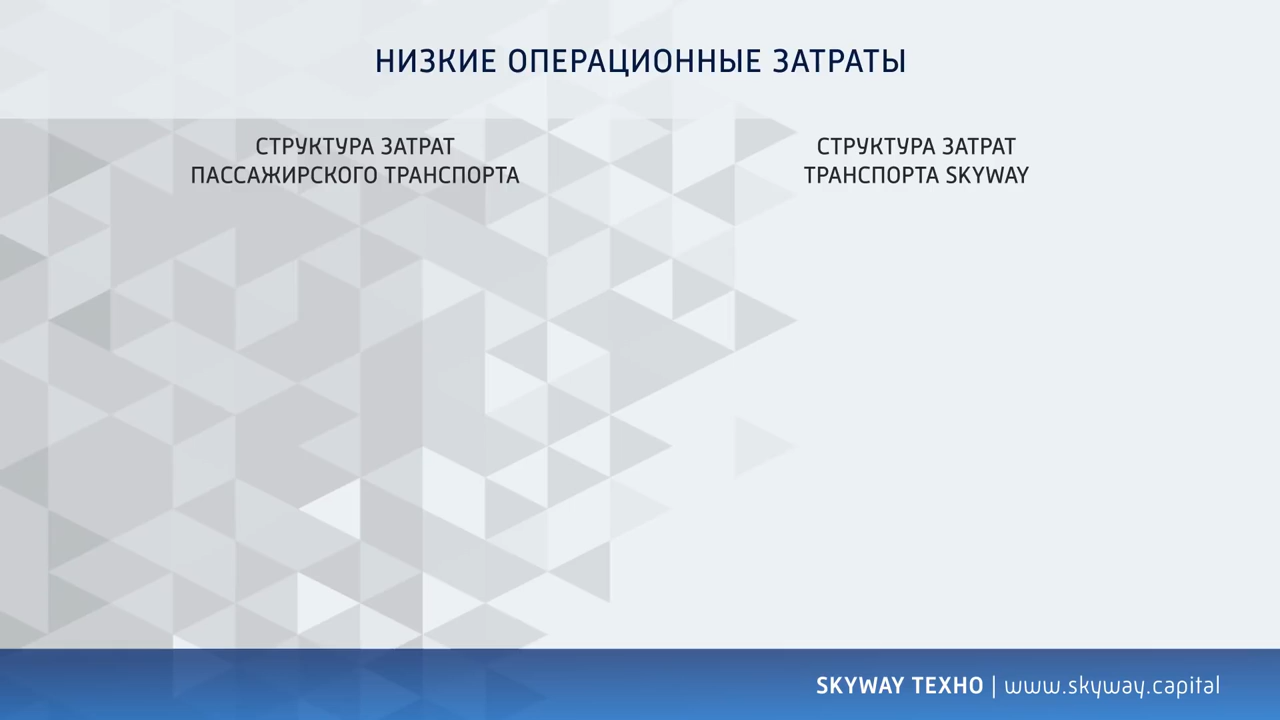 НИЗКИЕ ОПЕРАЦИОННЫЕ ЗАТРАТЫ
СТРУКТУРА ЗАТРАТ
ПАССАЖИРСКОГО ТРАНСПОРТА
СТРУКТУРА ЗАТРАТ
ТРАНСПОРТА SKYWAY
SKYWAY ТЕХНО | www.skyway.capital